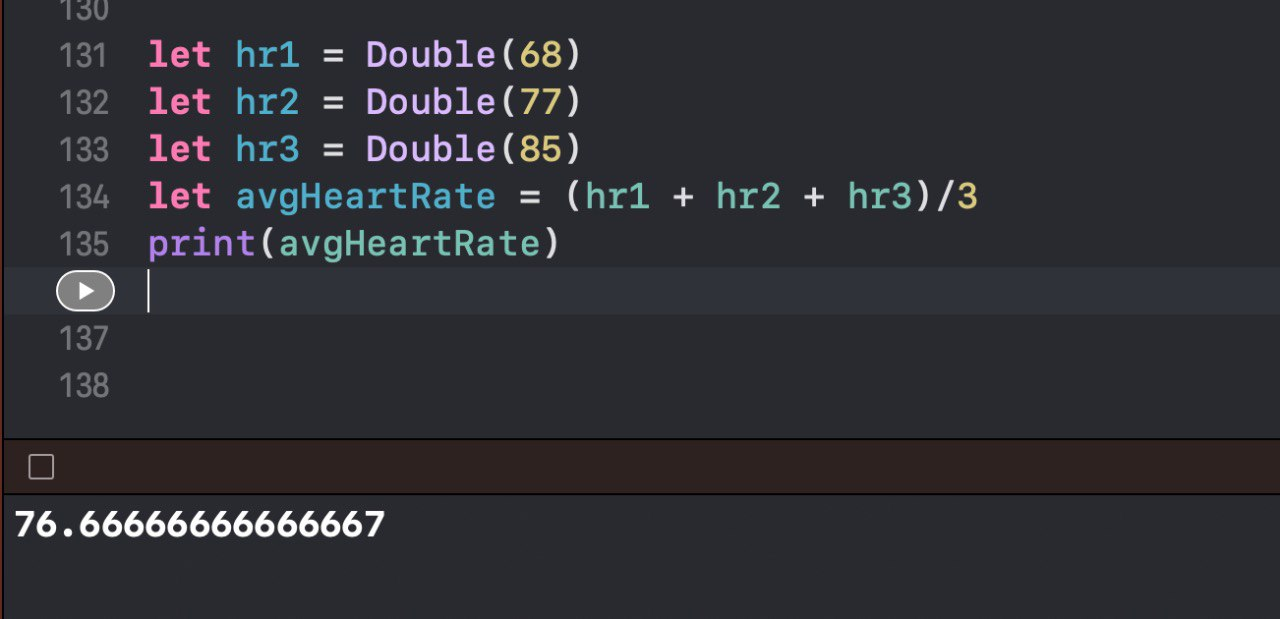 130
131 let hr1 = Double(68)
132 let hr2 = Double(77)
133 let hr3 = Double(85)
134 let avgHeartRate = (hr1 + hr2 + hr3)/3
135 print(avgHeartRate)
137
138
76.66666666666667